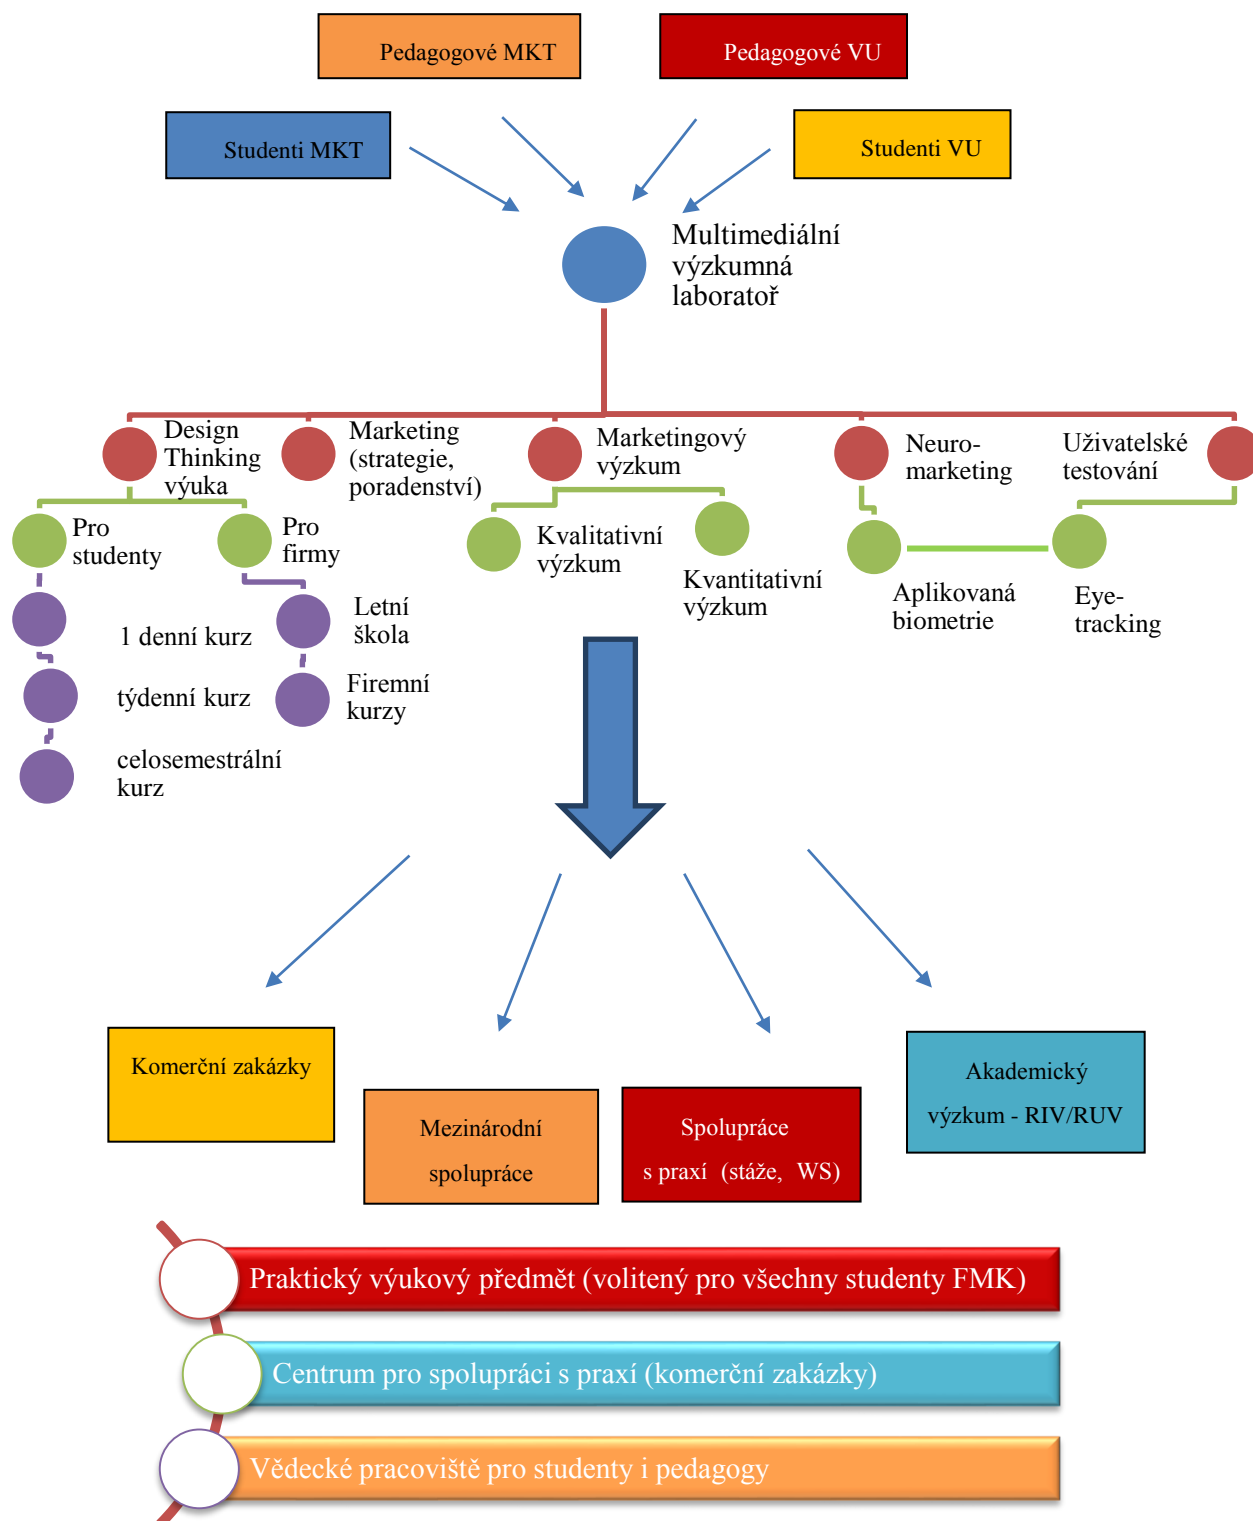 Pedagogové MKT
Pedagogové VU
Studenti MKT
Studenti VU
Multimediální
výzkumná
laboratoř
Design
Thinking
výuka
Marketing
(strategie,
poradenství)
Marketingový
výzkum
Neuro-
marketing
Uživatelské
testování
Pro
studenty
Pro
firmy
Kvalitativní
výzkum
Kvantitativní
výzkum
Aplikovaná
biometrie
Eye-
tracking
1 denní kurz
týdenní kurz
celosemestrální
kurz
Letní
škola
Firemní
kurzy
Komerční zakázky
Mezinárodní
spolupráce
Spolupráce
s praxí (stáže, WS)
Akademický
výzkum - RIV/RUV
Praktický výukový předmět (volitený pro všechny studenty FMK)
Centrum pro spolupráci s praxí (komerční zakázky)
Vědecké pracoviště pro studenty i pedagogy